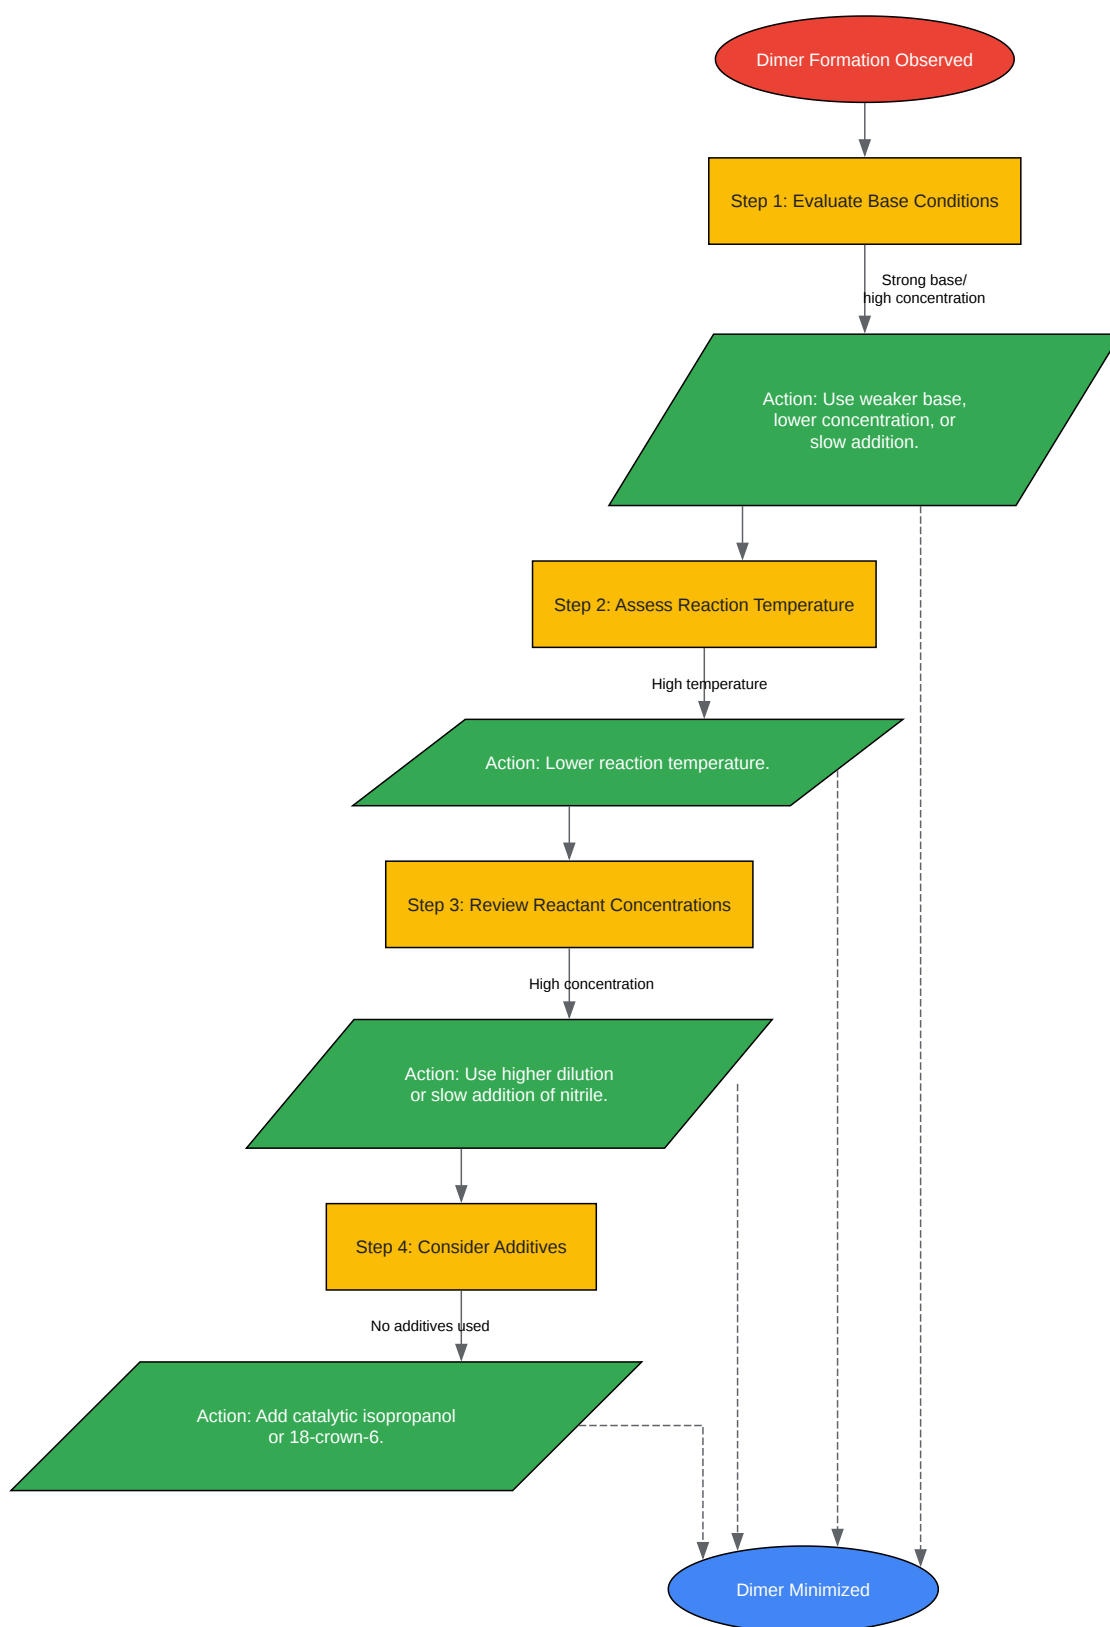 Dimer Formation Observed
Step 1: Evaluate Base Conditions
Strong base/
high concentration
Action: Use weaker base,
lower concentration, or
slow addition.
Step 2: Assess Reaction Temperature
High temperature
Action: Lower reaction temperature.
Step 3: Review Reactant Concentrations
High concentration
Action: Use higher dilution
or slow addition of nitrile.
Step 4: Consider Additives
No additives used
Action: Add catalytic isopropanol
or 18-crown-6.
Dimer Minimized